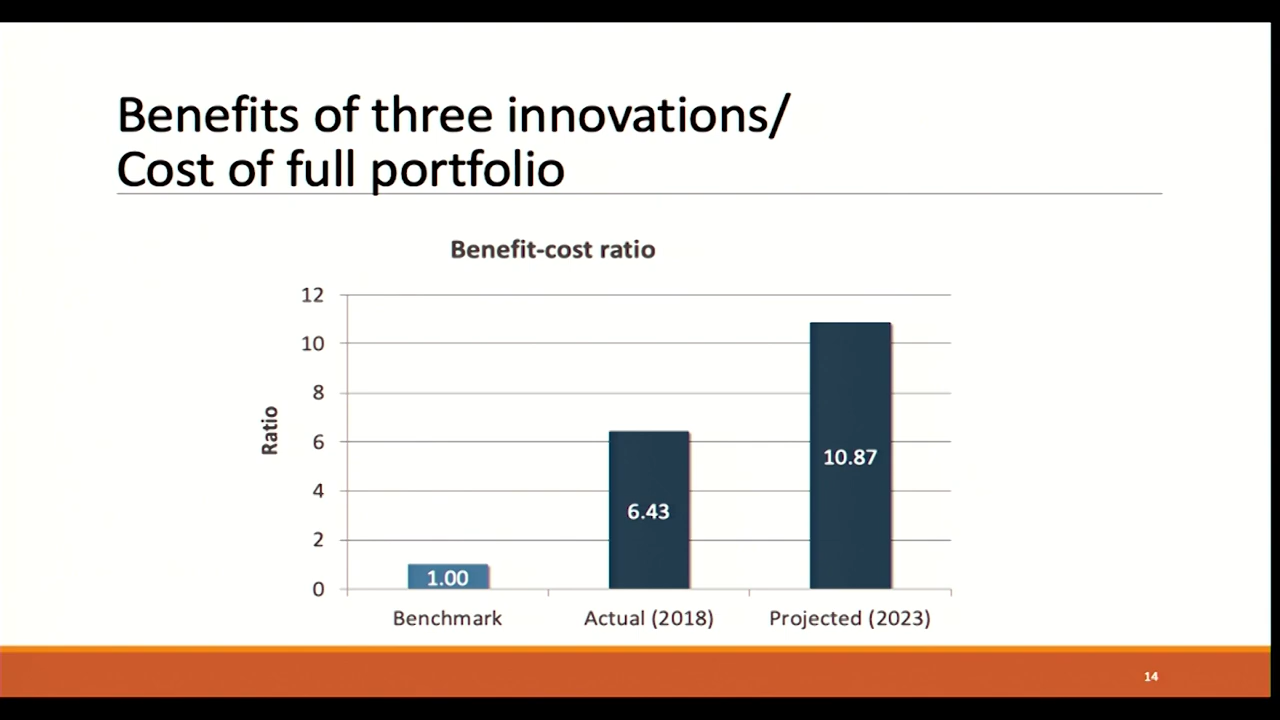 Benefits of three innovations/
Cost of full portfolio
Benefit-cost ratio
Ratio
12
10
8
6
4
2
0
1.00
6.43
10.87
Benchmark
Actual (2018)
Projected (2023)
14